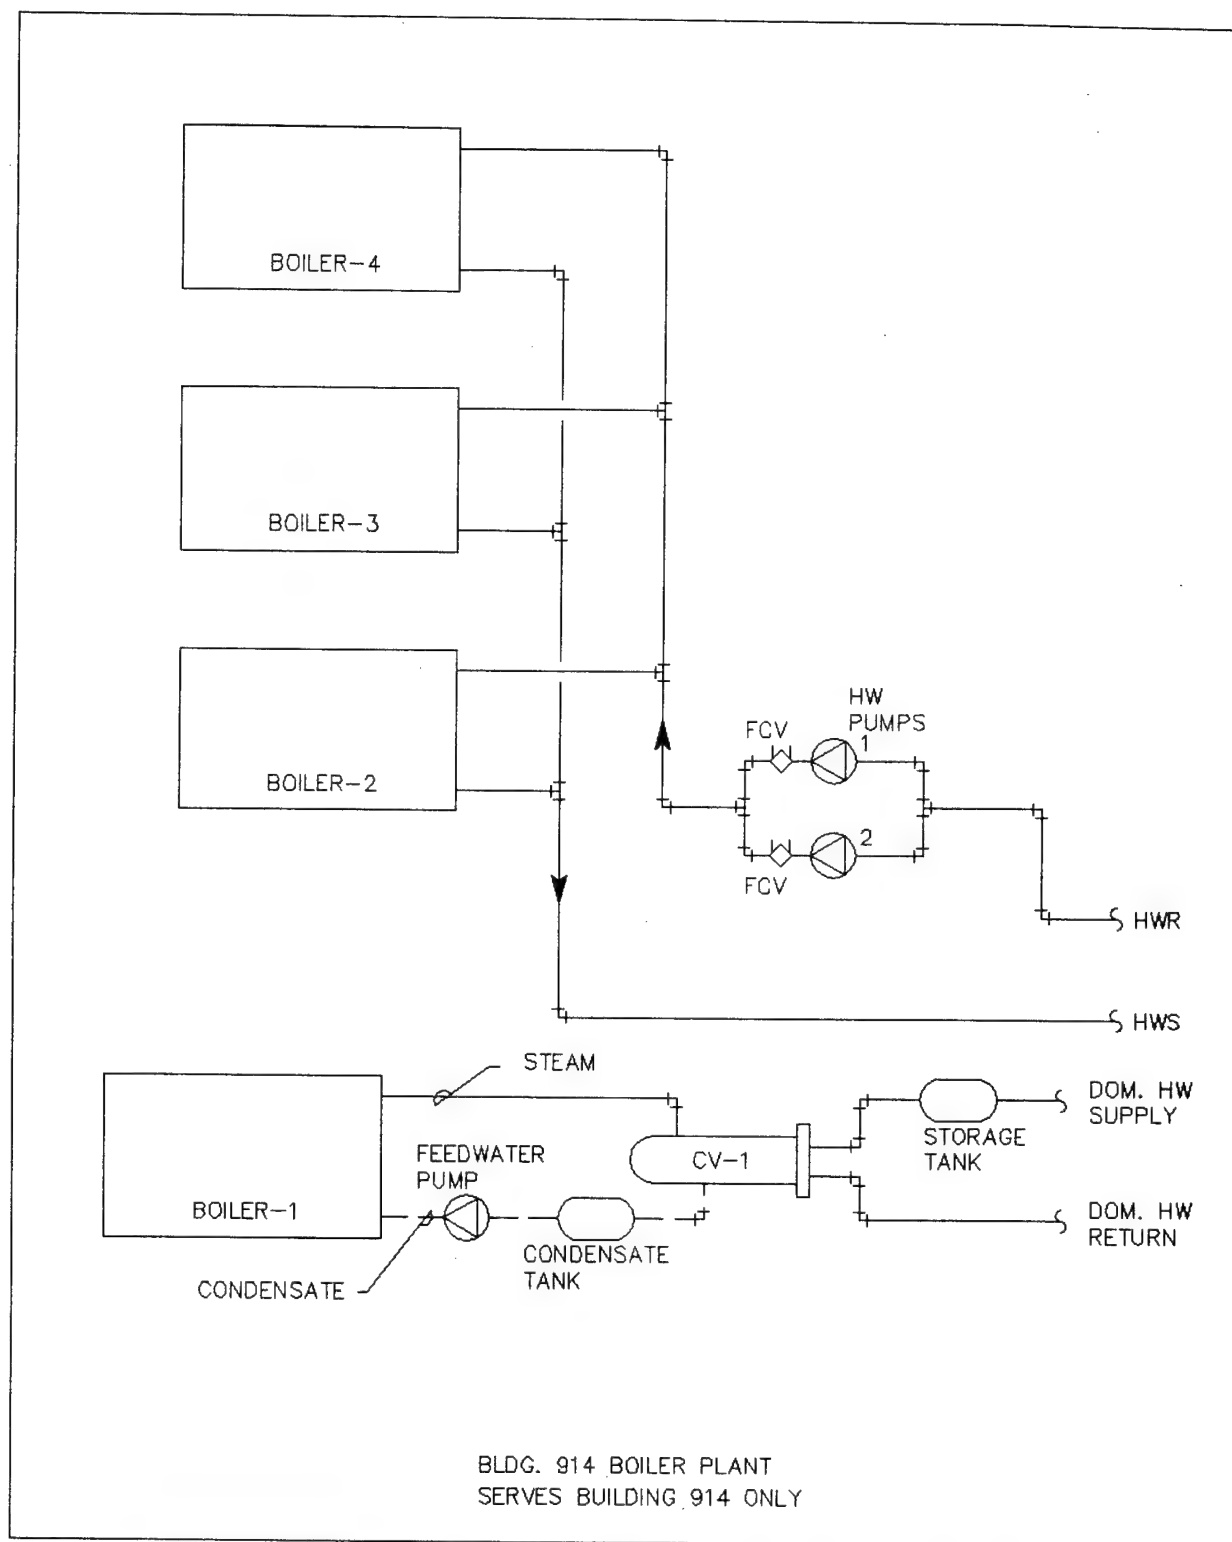 BOILER-4
BOILER-3
BOILER-2
HW
PUMPS
FCV
1
2
FCV
HWR
HWS
STEAM
BOILER-1
FEEDWATER
PUMP
CONDENSATE
CONDENSATE
TANK
CV-1
STORAGE
TANK
DOM. HW
SUPPLY
DOM. HW
RETURN
BLDG. 914 BOILER PLANT
SERVES BUILDING 914 ONLY